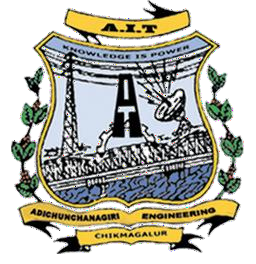 A.I.T
KNOWLEDGE IS POWER
ADICHUNCHANAGIRI ENGINEERING
CHIKMAGALUR